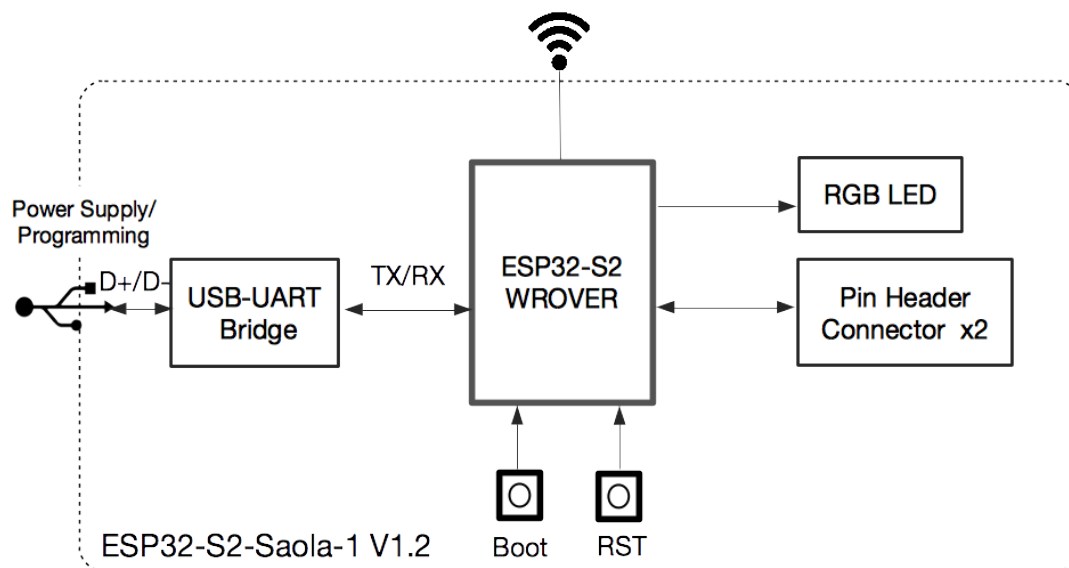 Power Supply/
Programming
D+/D-
USB-UART
Bridge
TX/RX
ESP32-S2
WROVER
RGB LED
Pin Header
Connector x2
Boot
RST
ESP32-S2-Saola-1 V1.2